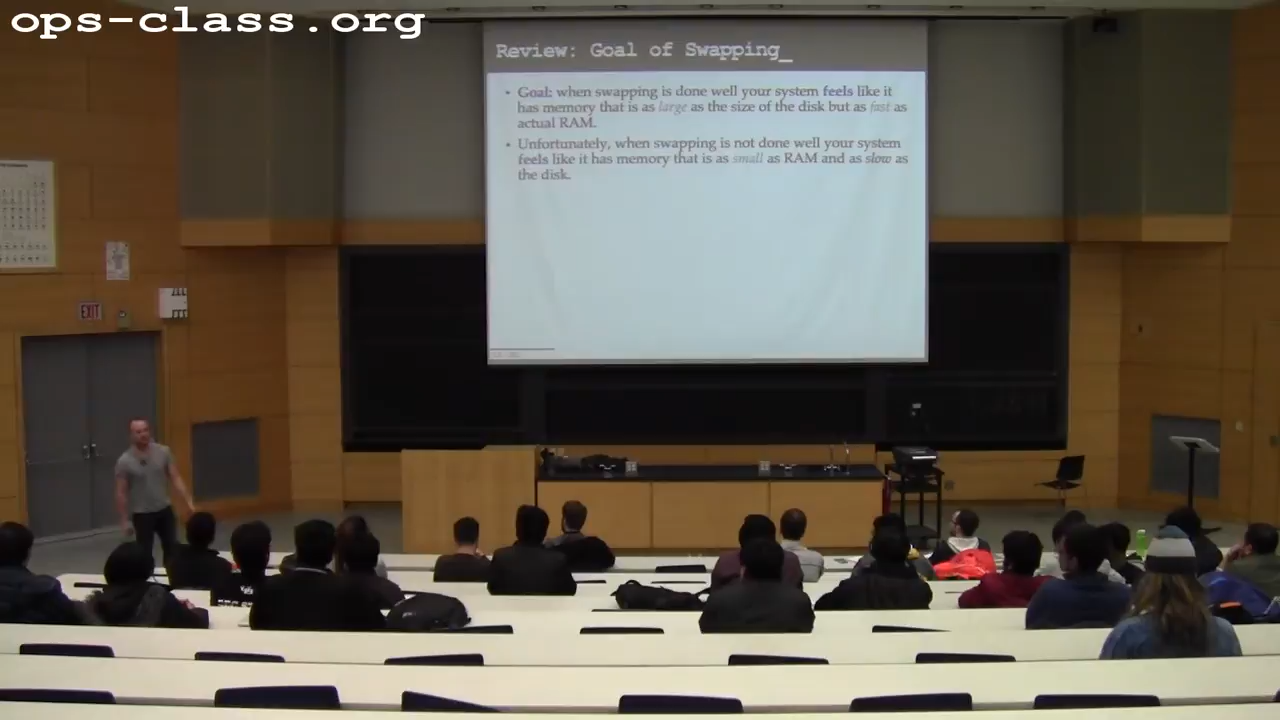 ops-class.org
Review: Goal of Swapping_
• Goal: when swapping is done well your system feels like it
has memory that is as large as the size of the disk but as fast as
actual RAM.
• Unfortunately, when swapping is not done well your system
feels like it has memory that is as small as RAM and as slow as
the disk.
EXIT